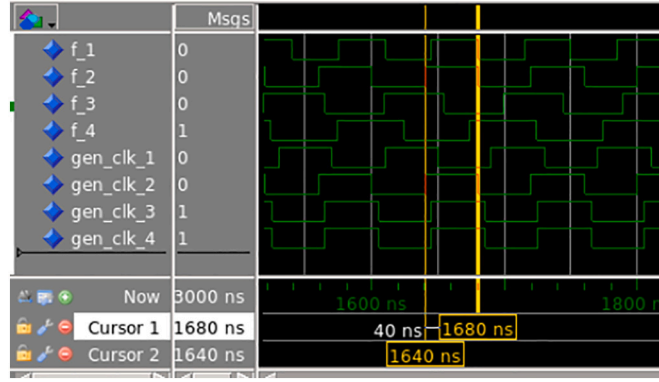 Msgs
f_1 0
f_2 0
f_3 0
f_4 1
gen_clk_1 0
gen_clk_2 0
gen_clk_3 1
gen_clk_4 1
Now 3000 ns 1600 ns 1800
Cursor 1 1680 ns 40 ns 1680 ns
Cursor 2 1640 ns 1640 ns